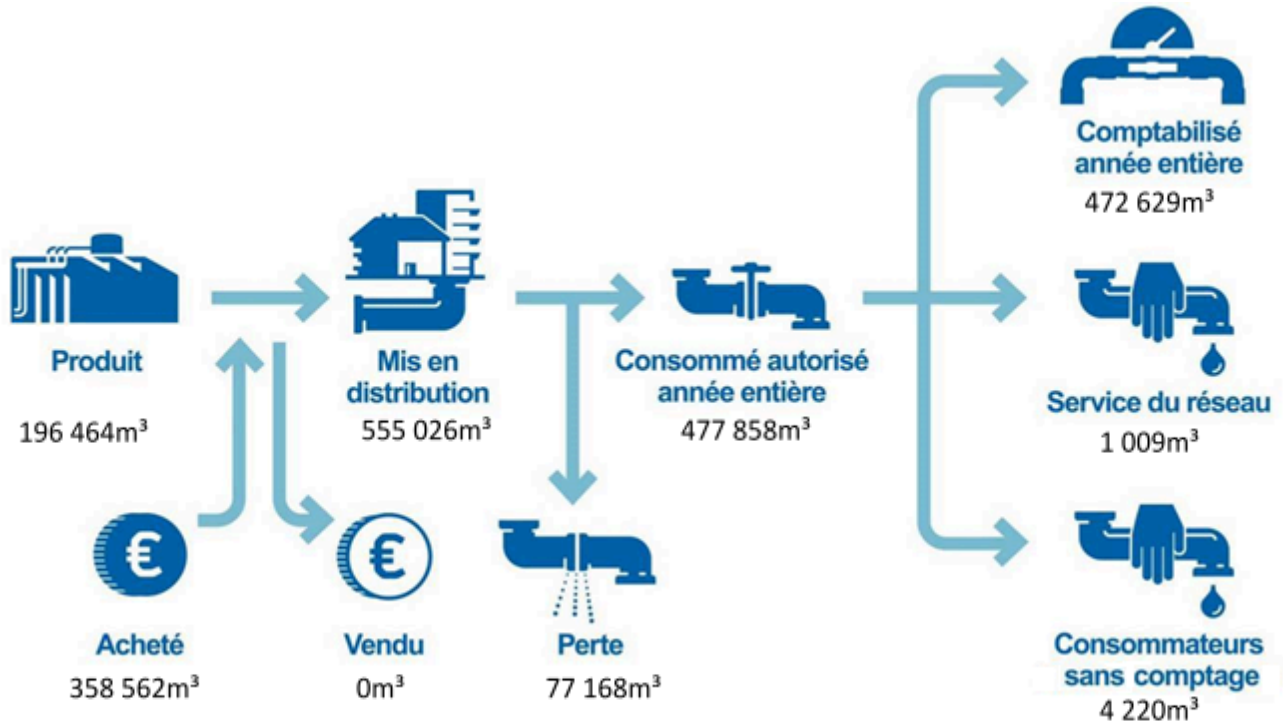 Comptabilisé
année entière
472 629m³
Produit
196 464m³
Mis en
distribution
555 026m³
Consommé autorisé
année entière
477 858m³
Service du réseau
1 009m³
€
Acheté
358 562m³
€
Vendu
0m³
Perte
77 168m³
Consommateurs
sans comptage
4 220m³